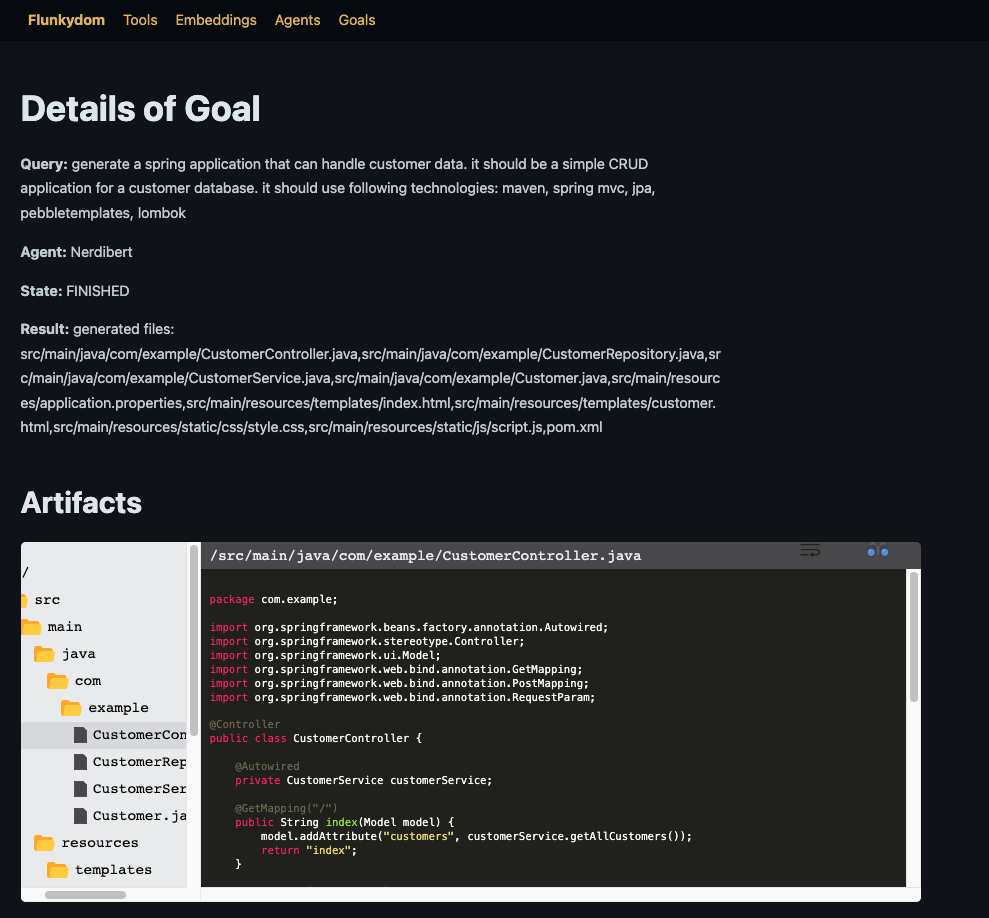 Flunkydom Tools Embeddings Agents Goals
Details of Goal
Query: generate a spring application that can handle customer data. it should be a simple CRUD
application for a customer database. it should use following technologies: maven, spring mvc, jpa,
pebbletemplates, lombok
Agent: Nerdibert
State: FINISHED
Result: generated files:
src/main/java/com/example/CustomerController.java,src/main/java/com/example/CustomerRepository.java,sr
c/main/java/com/example/CustomerService.java,src/main/java/com/example/Customer.java,src/main/resourc
es/application.properties,src/main/resources/templates/index.html,src/main/resources/templates/customer.
html,src/main/resources/static/css/style.css,src/main/resources/static/js/script.js,pom.xml
Artifacts
/
src
main
java
com
example
CustomerCon
CustomerRep
CustomerSer
Customer.ja
resources
templates
/src/main/java/com/example/CustomerController.java
package com.example;
import org.springframework.beans.factory.annotation.Autowired;
import org.springframework.stereotype.Controller;
import org.springframework.ui.Model;
import org.springframework.web.bind.annotation.GetMapping;
import org.springframework.web.bind.annotation.PostMapping;
import org.springframework.web.bind.annotation.RequestParam;
@Controller
public class CustomerController {
@Autowired
private CustomerService customerService;
@GetMapping("/")
public String index(Model model) {
model.addAttribute("customers", customerService.getAllCustomers());
return "index";
}